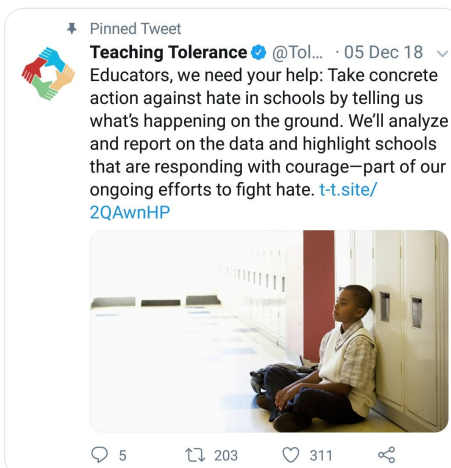 Pinned Tweet
Teaching Tolerance @Tol... · 05 Dec 18
Educators, we need your help: Take concrete
action against hate in schools by telling us
what's happening on the ground. We'll analyze
and report on the data and highlight schools
that are responding with courage—part of our
ongoing efforts to fight hate. t-t.site/
2QAwnHP
5 203 311